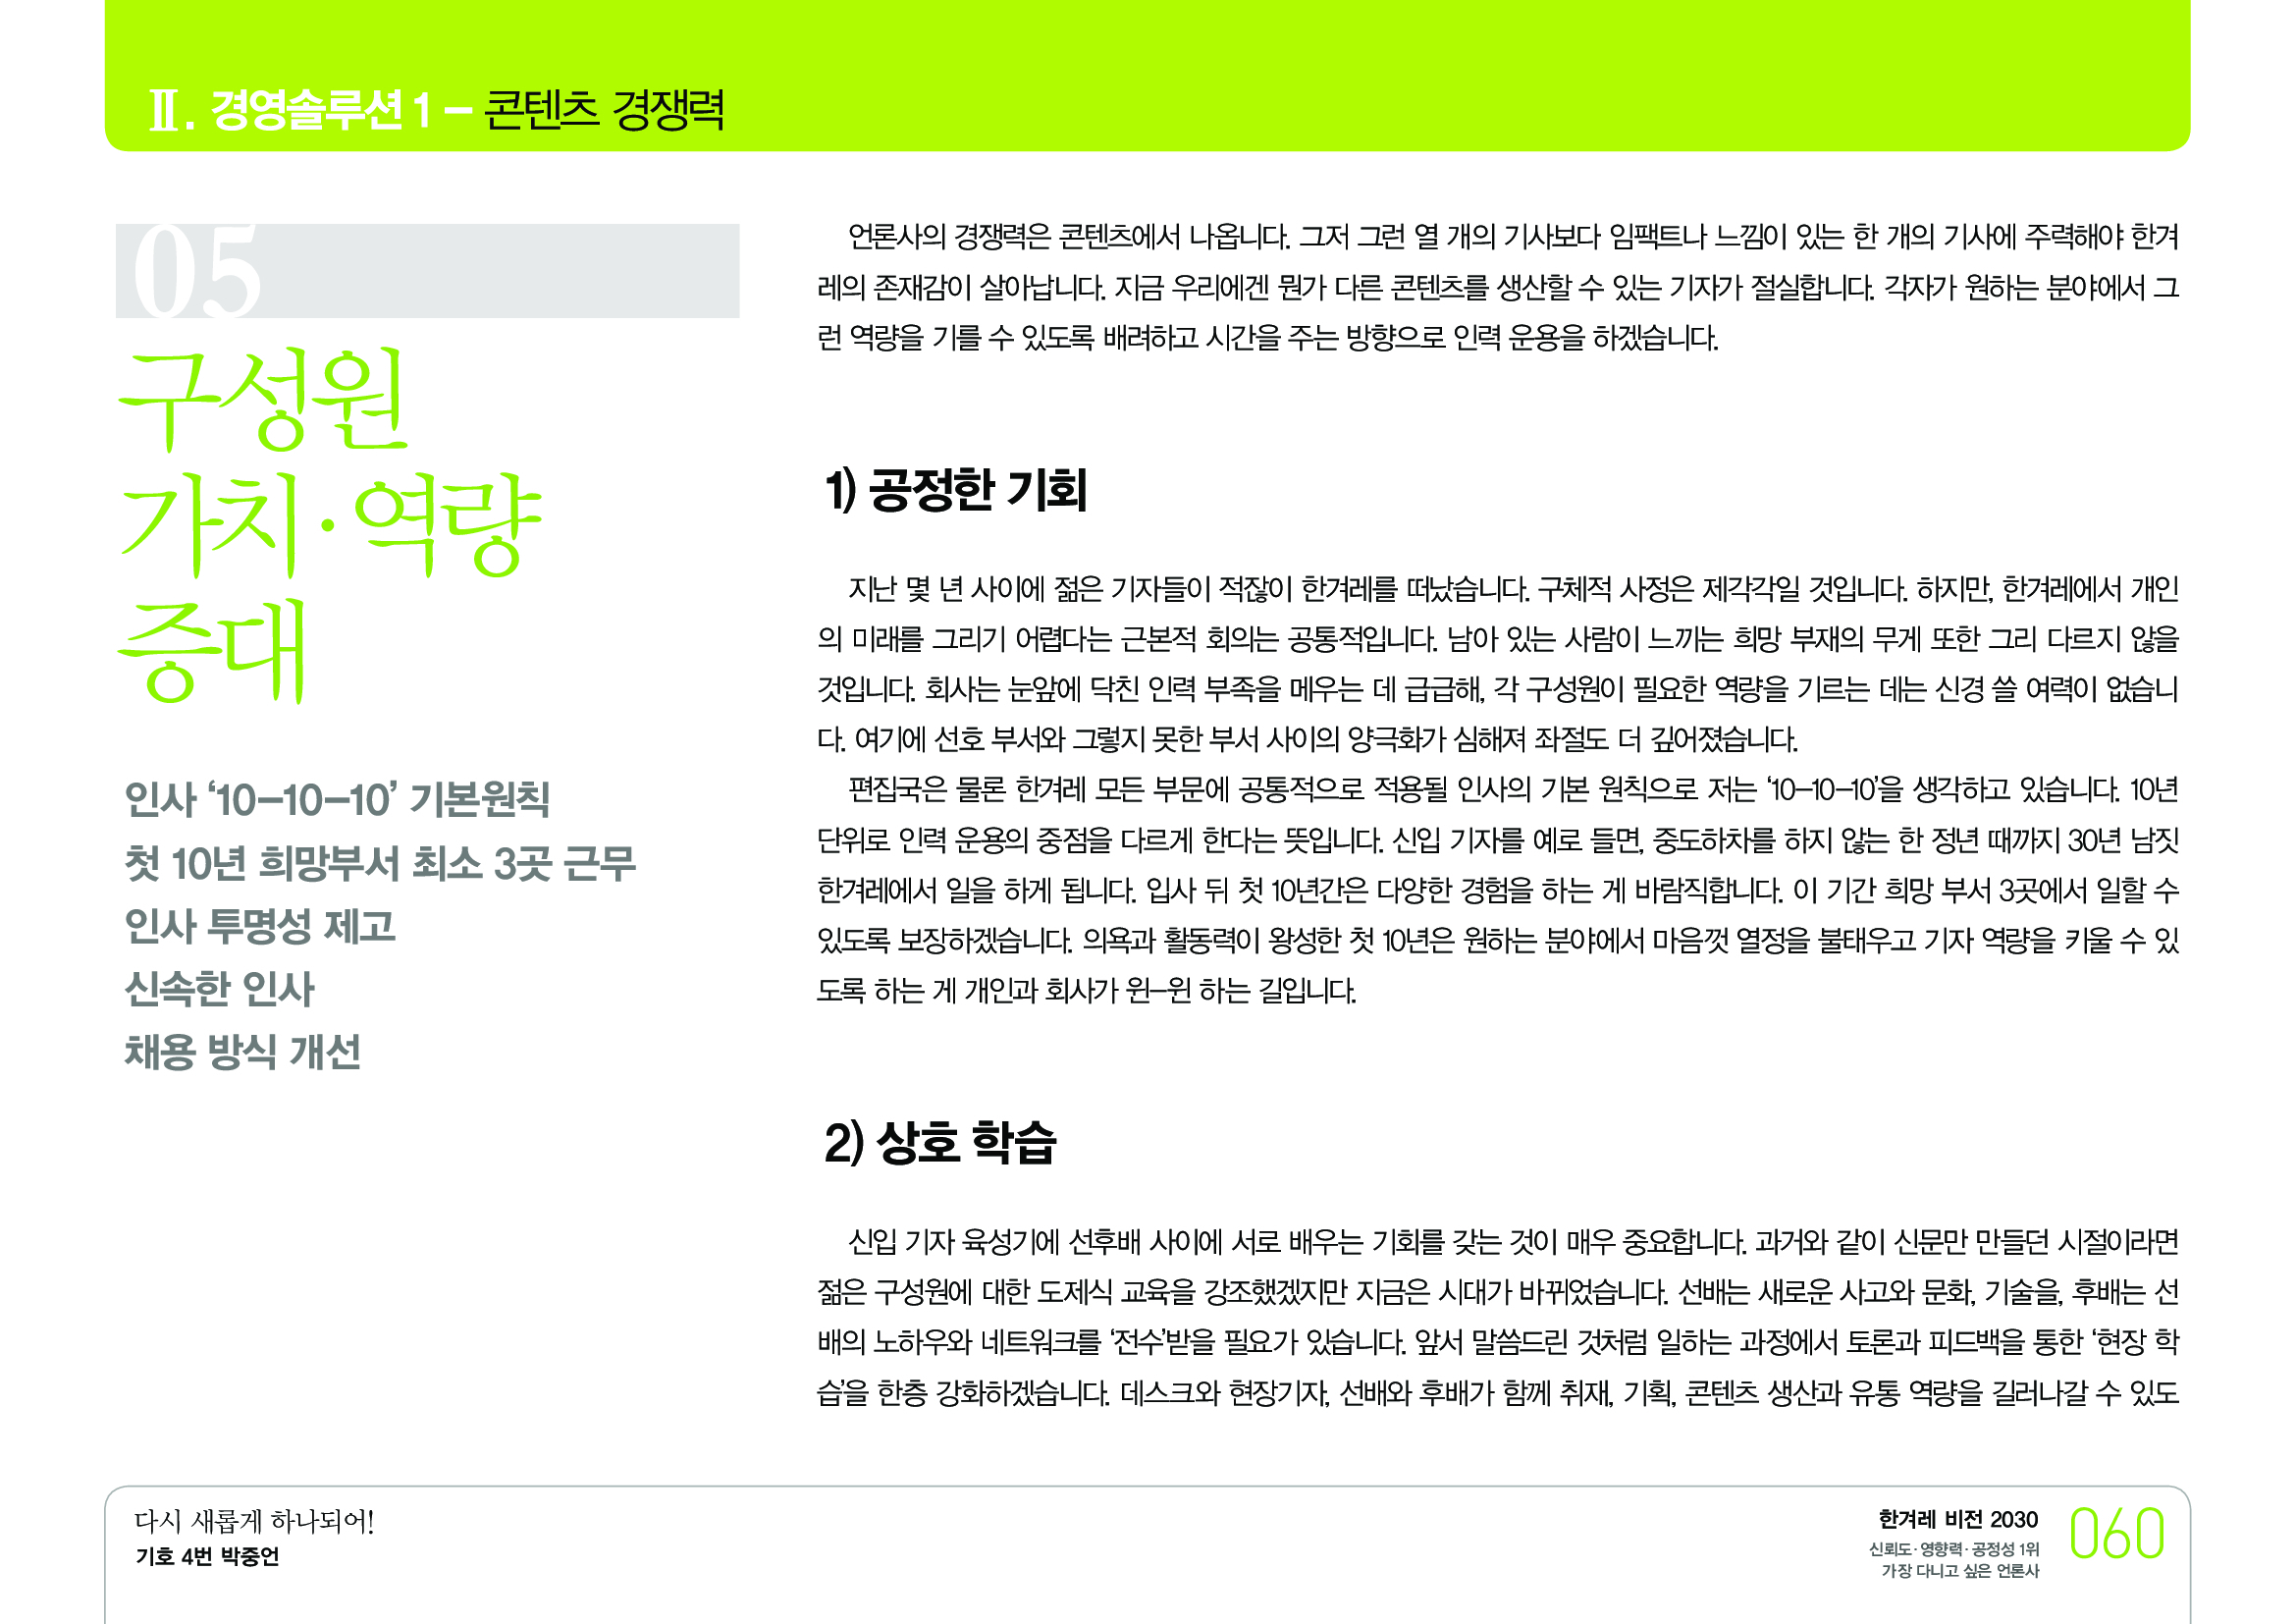 Ⅱ. 경영솔루션 1 – 콘텐츠 경쟁력
05
구성원
가치·역량
증대
인사 ‘10–10–10’ 기본원칙
첫 10년 희망부서 최소 3곳 근무
인사 투명성 제고
신속한 인사
채용 방식 개선
언론사의 경쟁력은 콘텐츠에서 나옵니다. 그저 그런 열 개의 기사보다 임팩트나 느낌이 있는 한 개의 기사에 주력해야 한겨
레의 존재감이 살아납니다. 지금 우리에겐 뭔가 다른 콘텐츠를 생산할 수 있는 기자가 절실합니다. 각자가 원하는 분야에서 그
런 역량을 기를 수 있도록 배려하고 시간을 주는 방향으로 인력 운용을 하겠습니다.
1) 공정한 기회
지난 몇 년 사이에 젊은 기자들이 적잖이 한겨레를 떠났습니다. 구체적 사정은 제각각일 것입니다. 하지만, 한겨레에서 개인
의 미래를 그리기 어렵다는 근본적 회의는 공통적입니다. 남아 있는 사람이 느끼는 희망 부재의 무게 또한 그리 다르지 않을
것입니다. 회사는 눈앞에 닥친 인력 부족을 메우는 데 급급해, 각 구성원이 필요한 역량을 기르는 데는 신경 쓸 여력이 없습니
다. 여기에 선호 부서와 그렇지 못한 부서 사이의 양극화가 심해져 좌절도 더 깊어졌습니다.
편집국은 물론 한겨레 모든 부문에 공통적으로 적용될 인사의 기본 원칙으로 저는 ‘10–10–10’을 생각하고 있습니다. 10년
단위로 인력 운용의 중점을 다르게 한다는 뜻입니다. 신입 기자를 예로 들면, 중도하차를 하지 않는 한 정년 때까지 30년 남짓
한겨레에서 일을 하게 됩니다. 입사 뒤 첫 10년간은 다양한 경험을 하는 게 바람직합니다. 이 기간 희망 부서 3곳에서 일할 수
있도록 보장하겠습니다. 의욕과 활동력이 왕성한 첫 10년은 원하는 분야에서 마음껏 열정을 불태우고 기자 역량을 키울 수 있
도록 하는 게 개인과 회사가 윈–윈 하는 길입니다.
2) 상호 학습
신입 기자 육성기에 선후배 사이에 서로 배우는 기회를 갖는 것이 매우 중요합니다. 과거와 같이 신문만 만들던 시절이라면
젊은 구성원에 대한 도제식 교육을 강조했겠지만 지금은 시대가 바뀌었습니다. 선배는 새로운 사고와 문화, 기술을, 후배는 선
배의 노하우와 네트워크를 ‘전수’받을 필요가 있습니다. 앞서 말씀드린 것처럼 일하는 과정에서 토론과 피드백을 통한 ‘현장 학
습’을 한층 강화하겠습니다. 데스크와 현장기자, 선배와 후배가 함께 취재, 기획, 콘텐츠 생산과 유통 역량을 길러나갈 수 있도
다시 새롭게 하나되어!
기호 4번 박중언
한겨레 비전 2030
신뢰도·영향력·공정성 1위
가장 다니고 싶은 언론사
060